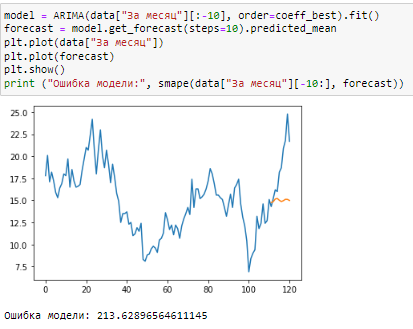 model = ARIMA(data["За месяц"][:-10], order=coeff_best).fit()
forecast = model.get_forecast(steps=10).predicted_mean
plt.plot(data["За месяц"])
plt.plot(forecast)
plt.show()
print ("Ошибка модели:", smape(data["За месяц"][-10:], forecast))
25.0
22.5
20.0
17.5
15.0
12.5
10.0
7.5
0 20 40 60 80 100 120
Ошибка модели: 213.62896564611145